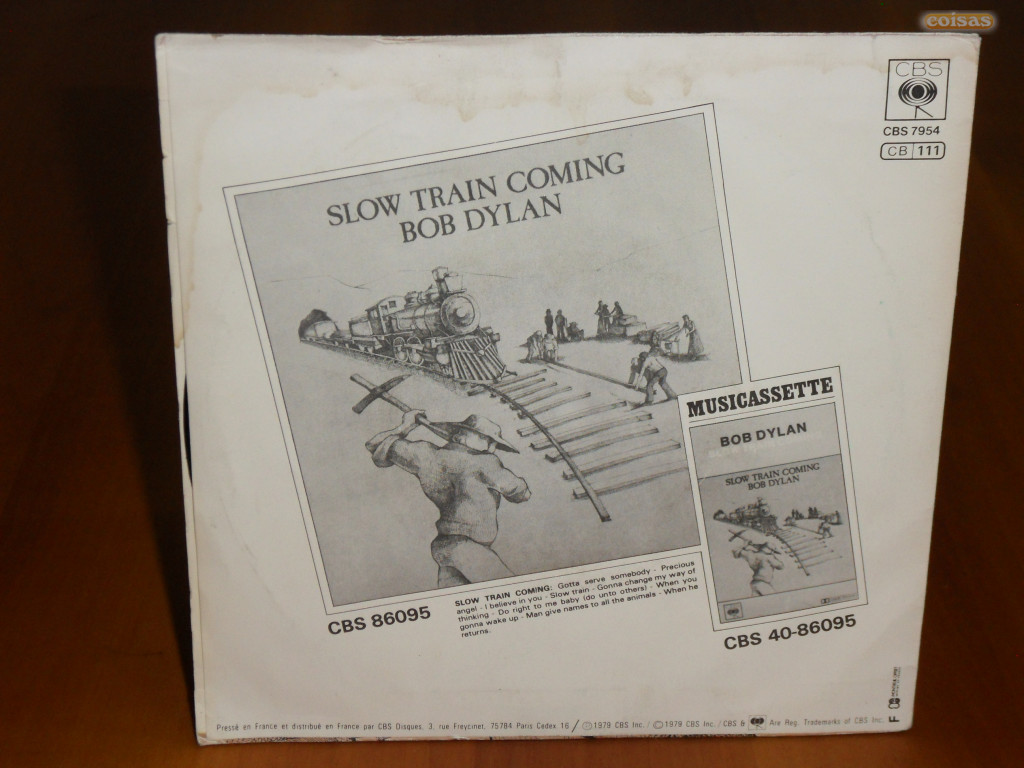 coisas
CBS
CBS 7954
CB 111
SLOW TRAIN COMING
BOB DYLAN
MUSICASSETTE
BOB DYLAN
SLOW TRAIN COMING
BOB DYLAN
CBS 86095
SLOW TRAIN COMING: Gotta serve somebody - Precious
angel - I believe in you - Slow train - Gonna change my way of
thinking - Do right to me baby (do unto others) - When you
gonna wake up - Man give names to all the animals - When he
returns.
CBS 40-86095
Pressé en France et distribué en France par CBS Disques, 3, rue Freycinet, 75784 Paris Cedex 16 / Ⓟ 1979 CBS Inc. / © 1979 CBS Inc. / CBS & Are Reg. Trademarks of CBS Inc.
F